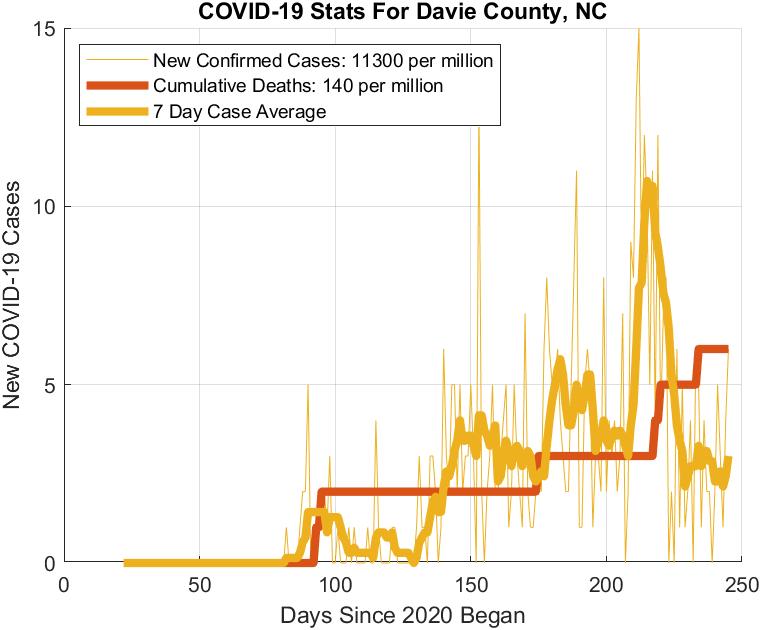 COVID-19 Stats For Davie County, NC
15
New Confirmed Cases: 11300 per million
Cumulative Deaths: 140 per million
7 Day Case Average
10
New COVID-19 Cases
5
0
0 50 100 150 200 250
Days Since 2020 Began